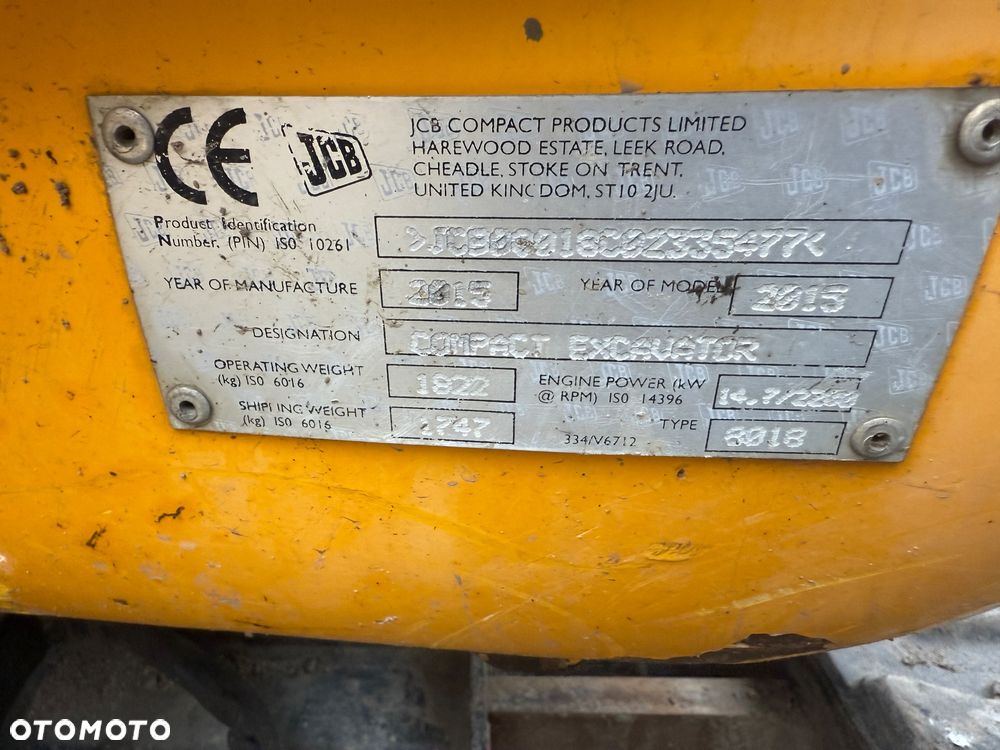 CE
JCB
JCB COMPACT PRODUCTS LIMITED
HAREWOOD ESTATE, LEEK ROAD,
CHEADLE, STOKE ON TRENT,
UNITED KINGDOM, ST10 2JU.
Product Identification
Number. (PIN) ISO 10261
YEAR OF MANUFACTURE 2015 YEAR OF MODEL 2015
DESIGNATION COMPACT EXCAVATOR
OPERATING WEIGHT
(kg) ISO 6016
1822
ENGINE POWER (kW
@ RPM) ISO 14396
SHIPPING WEIGHT
(kg) ISO 6016
1747
334/V6712
TYPE 8018
OTOMOTO